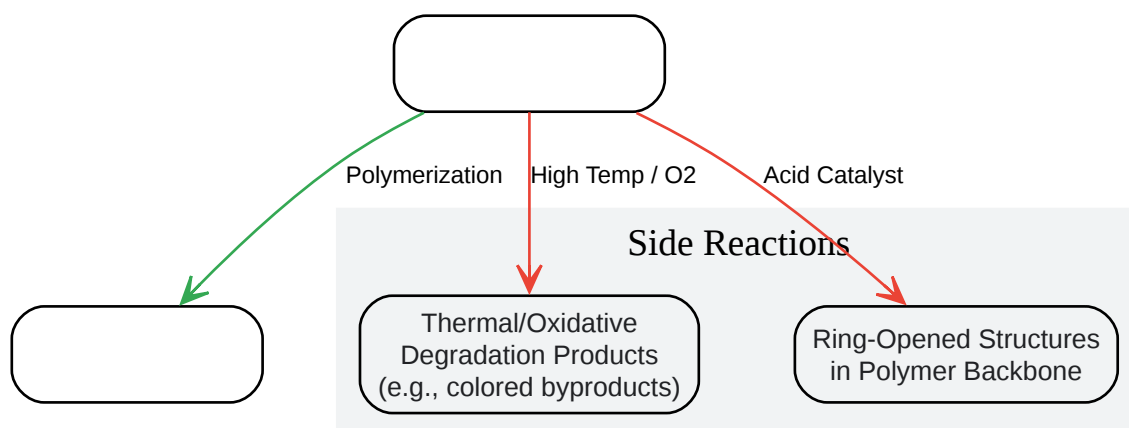 Polymerization
High Temp / O2
Acid Catalyst
Side Reactions
Thermal/Oxidative
Degradation Products
(e.g., colored byproducts)
Ring-Opened Structures
in Polymer Backbone